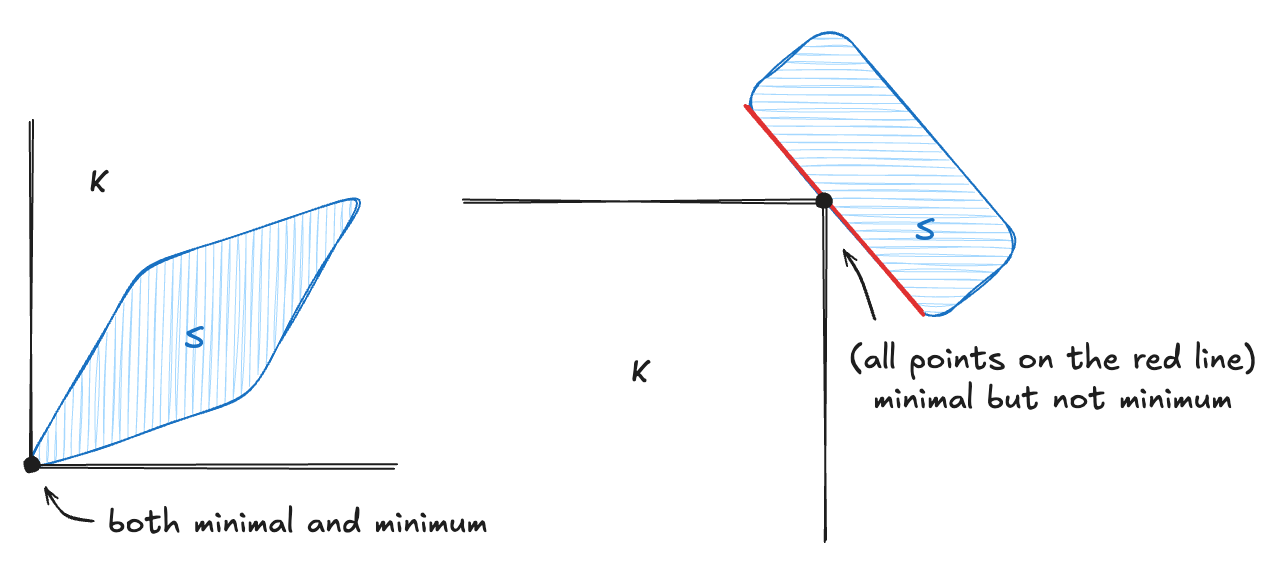 K
S
both minimal and minimum
S
K
(all points on the red line)
minimal but not minimum